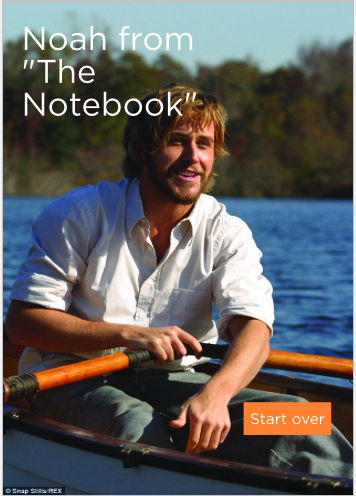 Noah from
"The
Notebook"
Start over
© Snap Stills/REX